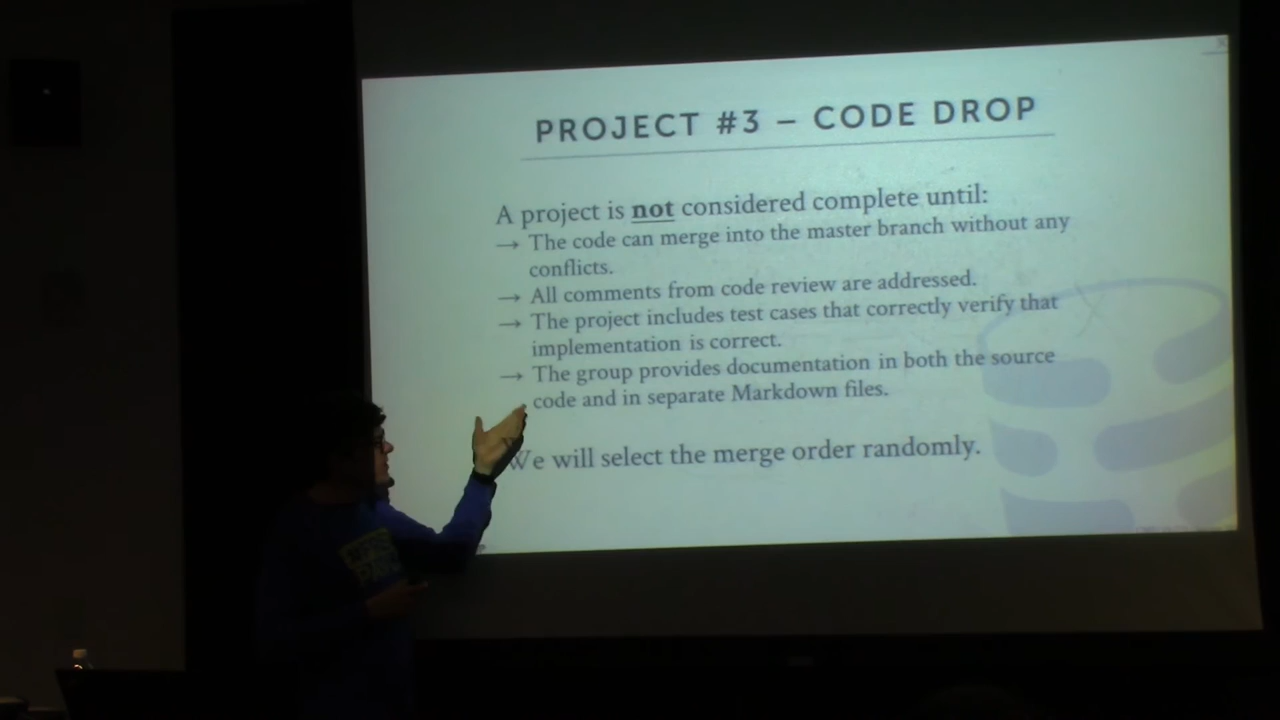 PROJECT #3 – CODE DROP
A project is not considered complete until:
→ The code can merge into the master branch without any
conflicts.
→ All comments from code review are addressed.
→ The project includes test cases that correctly verify that
implementation is correct.
→ The group provides documentation in both the source
code and in separate Markdown files.
We will select the merge order randomly.